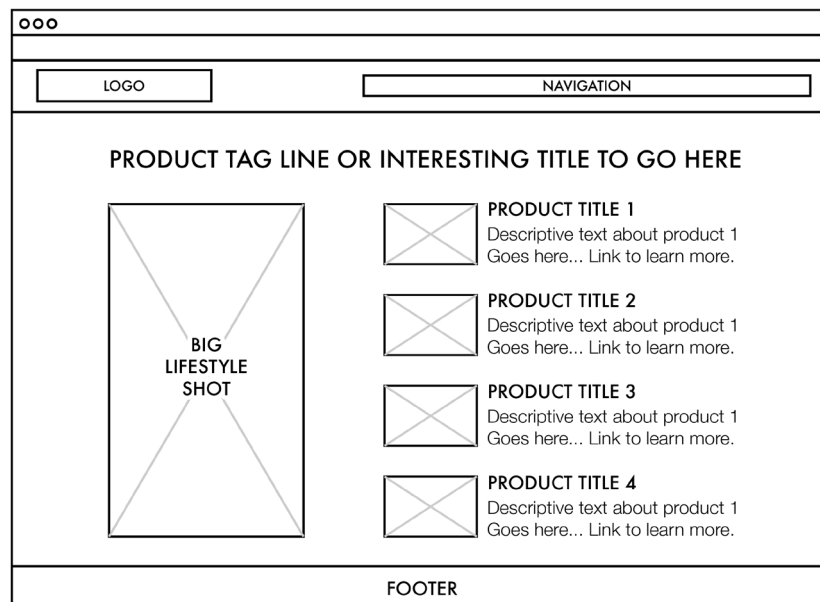 LOGO
NAVIGATION
PRODUCT TAG LINE OR INTERESTING TITLE TO GO HERE
BIG
LIFESTYLE
SHOT
PRODUCT TITLE 1
Descriptive text about product 1
Goes here... Link to learn more.
PRODUCT TITLE 2
Descriptive text about product 1
Goes here... Link to learn more.
PRODUCT TITLE 3
Descriptive text about product 1
Goes here... Link to learn more.
PRODUCT TITLE 4
Descriptive text about product 1
Goes here... Link to learn more.
FOOTER